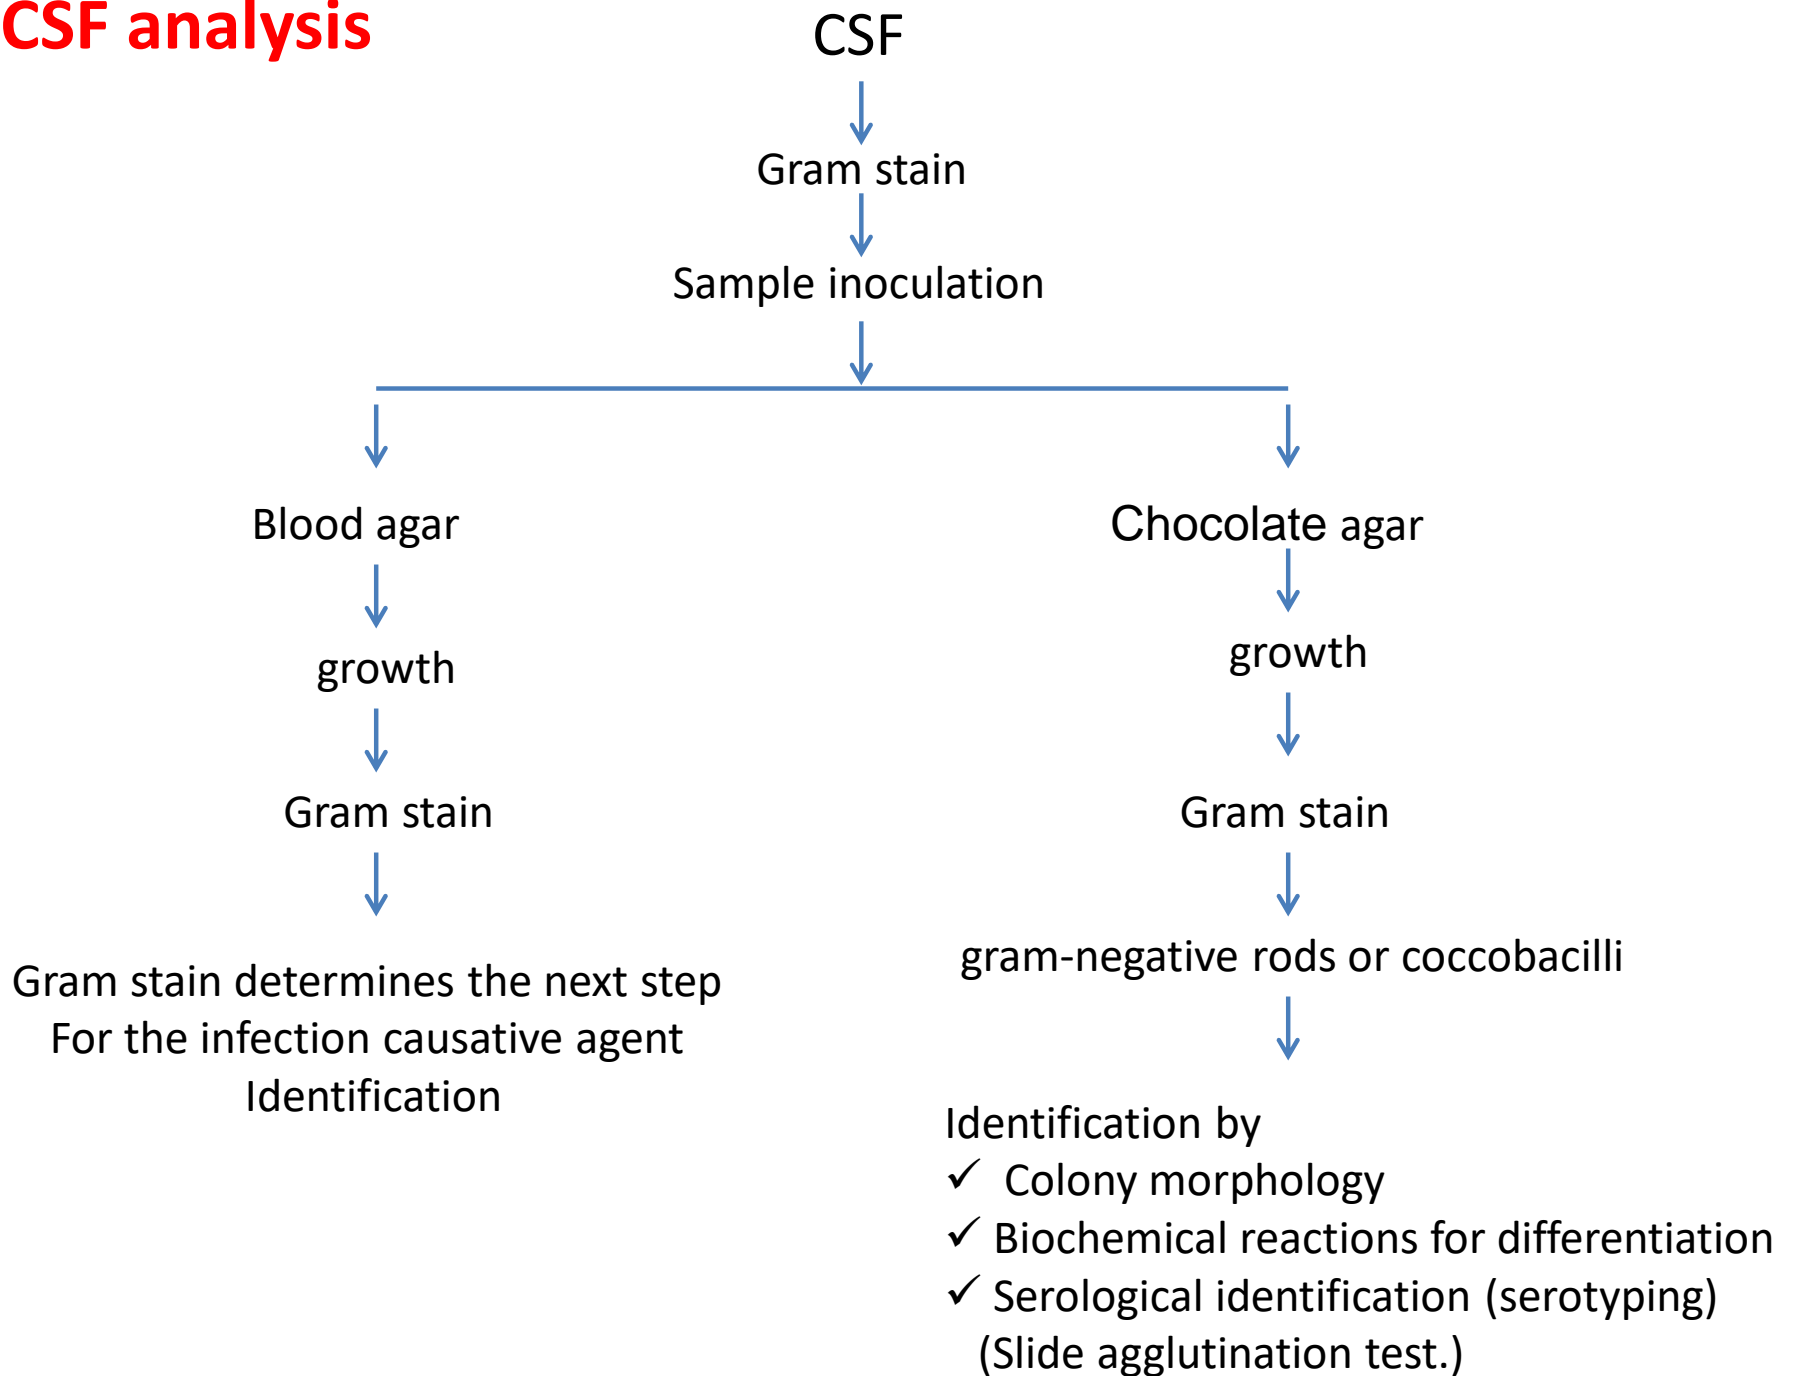 CSF analysis
CSF
Gram stain
Sample inoculation
Blood agar
growth
Gram stain
Gram stain determines the next step
For the infection causative agent
Identification
Chocolate agar
growth
Gram stain
gram-negative rods or coccobacilli
Identification by
✓ Colony morphology
✓ Biochemical reactions for differentiation
✓ Serological identification (serotyping)
(Slide agglutination test.)